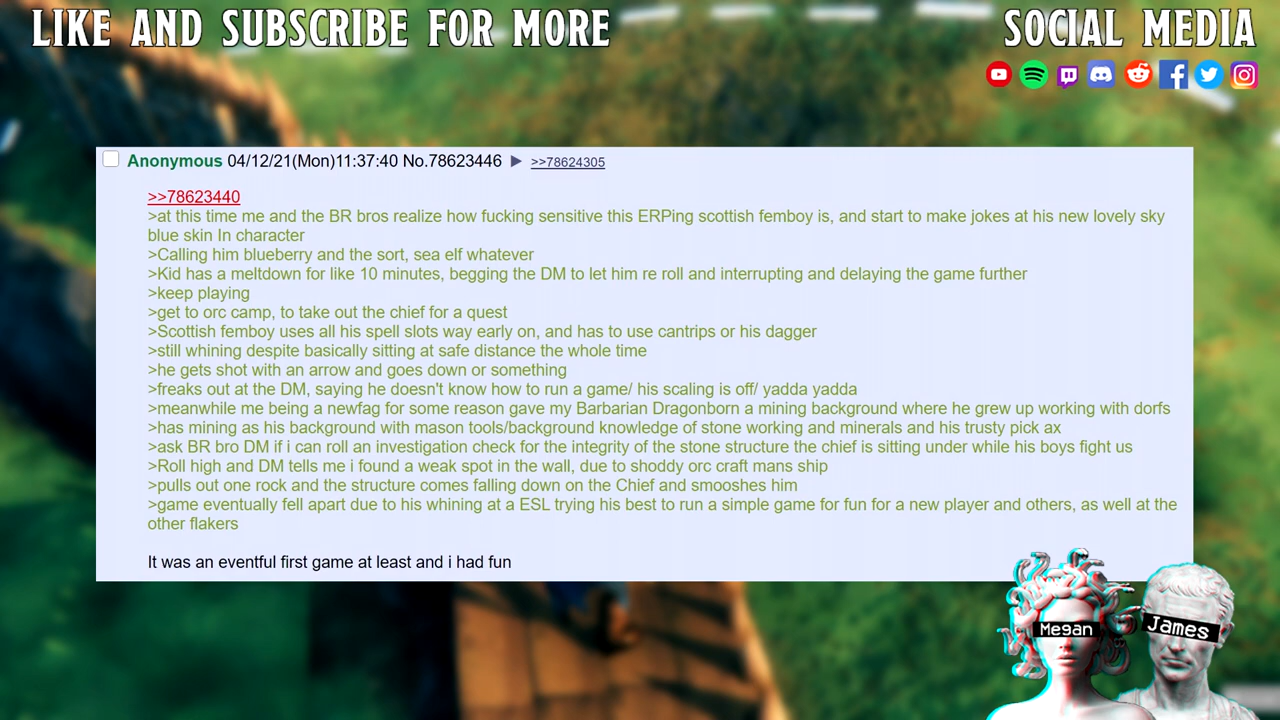 LIKE AND SUBSCRIBE FOR MORE
SOCIAL MEDIA
Anonymous 04/12/21(Mon)11:37:40 No.78623446 ▶ >>78624305
>>78623440
>at this time me and the BR bros realize how fucking sensitive this ERPing scottish femboy is, and start to make jokes at his new lovely sky
blue skin In character
>Calling him blueberry and the sort, sea elf whatever
>Kid has a meltdown for like 10 minutes, begging the DM to let him re roll and interrupting and delaying the game further
>keep playing
>get to orc camp, to take out the chief for a quest
>Scottish femboy uses all his spell slots way early on, and has to use cantrips or his dagger
>still whining despite basically sitting at safe distance the whole time
>he gets shot with an arrow and goes down or something
>freaks out at the DM, saying he doesn't know how to run a game/ his scaling is off/ yadda yadda
>meanwhile me being a newfag for some reason gave my Barbarian Dragonborn a mining background where he grew up working with dorfs
>has mining as his background with mason tools/background knowledge of stone working and minerals and his trusty pick ax
>ask BR bro DM if i can roll an investigation check for the integrity of the stone structure the chief is sitting under while his boys fight us
>Roll high and DM tells me i found a weak spot in the wall, due to shoddy orc craft mans ship
>pulls out one rock and the structure comes falling down on the Chief and smooshes him
>game eventually fell apart due to his whining at a ESL trying his best to run a simple game for fun for a new player and others, as well at the
other flakers
It was an eventful first game at least and i had fun
Megan
James